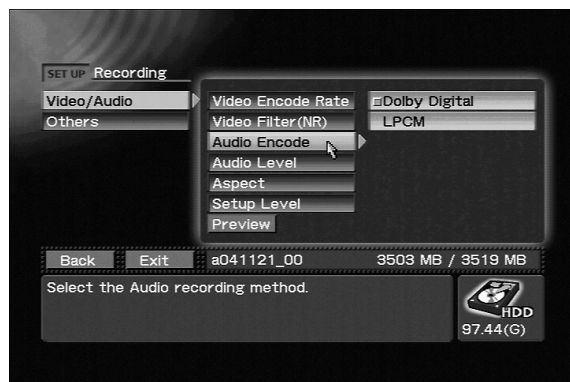 SET UP Recording
Video/Audio
Others
Video Encode Rate
Video Filter(NR)
Audio Encode
Audio Level
Aspect
Setup Level
Preview
Dolby Digital
LPCM
Back Exit a041121_00 3503 MB / 3519 MB
Select the Audio recording method.
HDD
97.44(G)